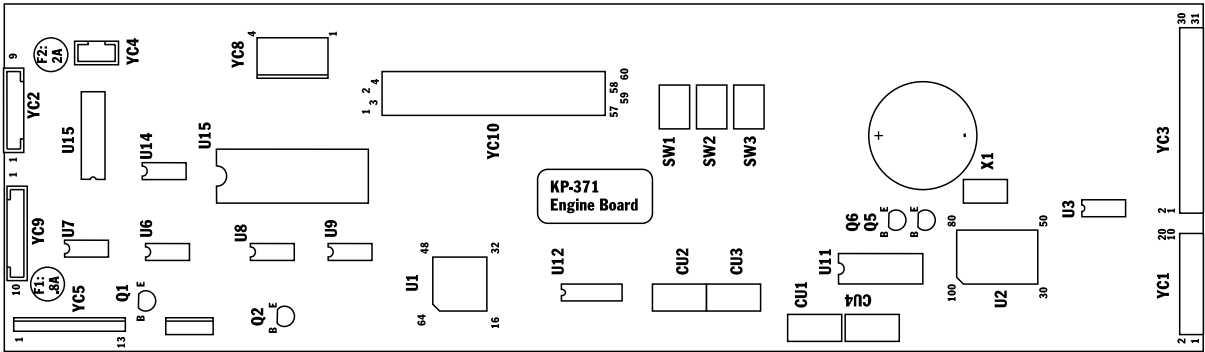 9
F2:
2A
YC4
YC2
1
U15
U14
YC8
4
1
U15
1
2
3
4
57
58
59
60
YC10
SW1
SW2
SW3
+
-
X1
30
31
YC3
2
1
KP-371
Engine Board
1
YC9
10
U7
U6
U8
U9
F1:
.8A
YC5
1
13
Q1
B
E
Q2
B
E
U1
48
32
64
16
U12
CU2
CU3
CU1
CU4
U11
Q6
Q5
B
E
B
E
80
50
100
30
U2
U3
20
10
YC1
2
1